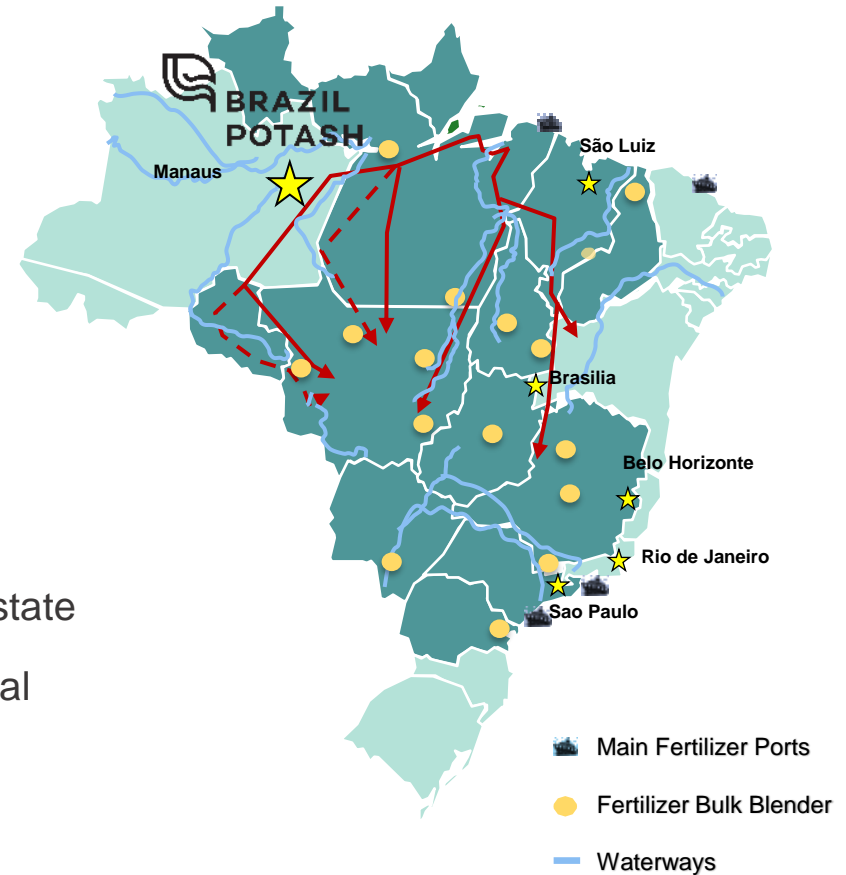 BRAZIL
POTASH
São Luiz
Manaus
Brasilia
Belo Horizonte
Rio de Janeiro
state
Sao Paulo
al
Main Fertilizer Ports
Fertilizer Bulk Blender
Waterways